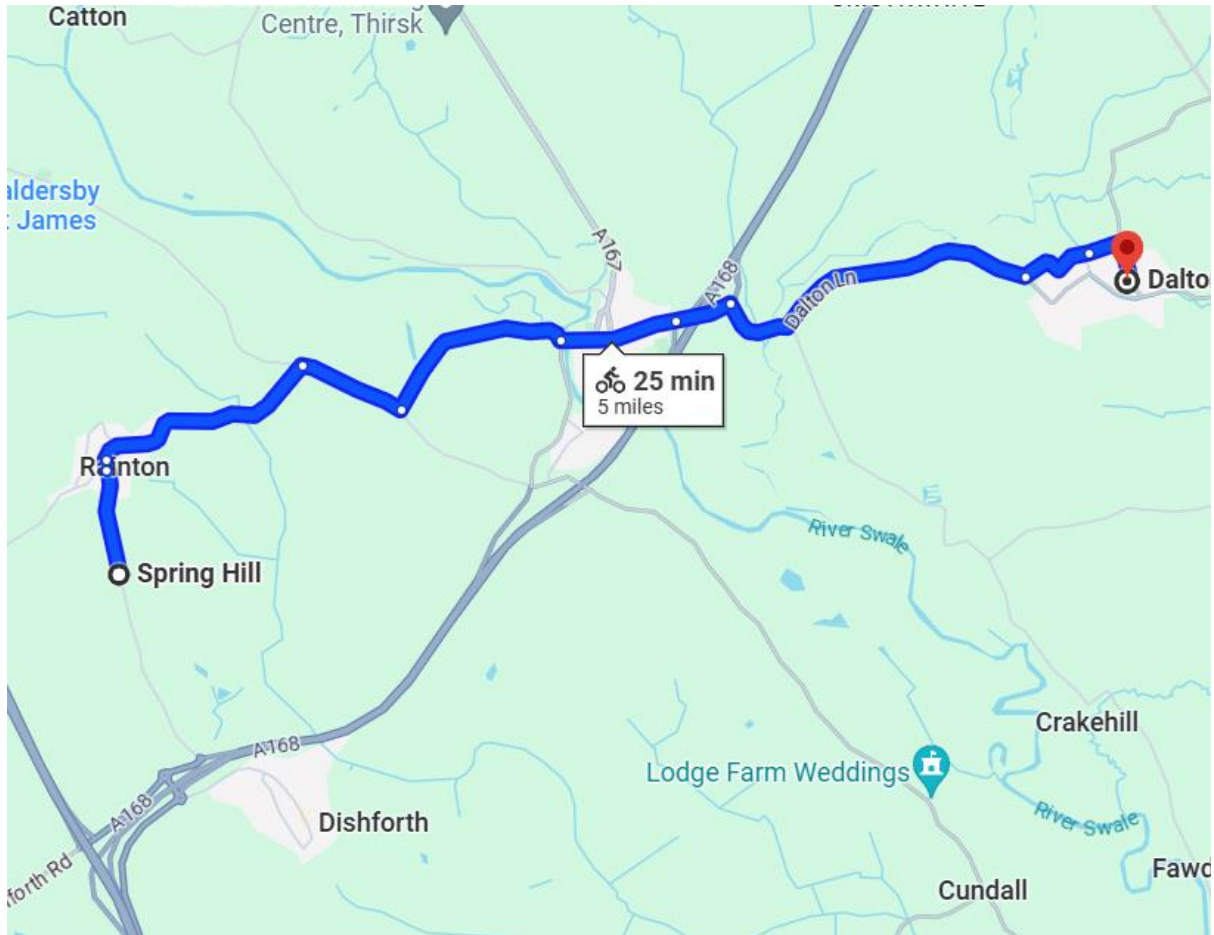 Catton
Centre, Thirsk
aldersby
t James
A167
A168
Dalton Ln
Dalto
25 min
5 miles
Rainton
Spring Hill
River Swale
Crakehill
A168
Lodge Farm Weddings
A168
Dishforth
River Swale
forth Rd
Cundall
Fawd